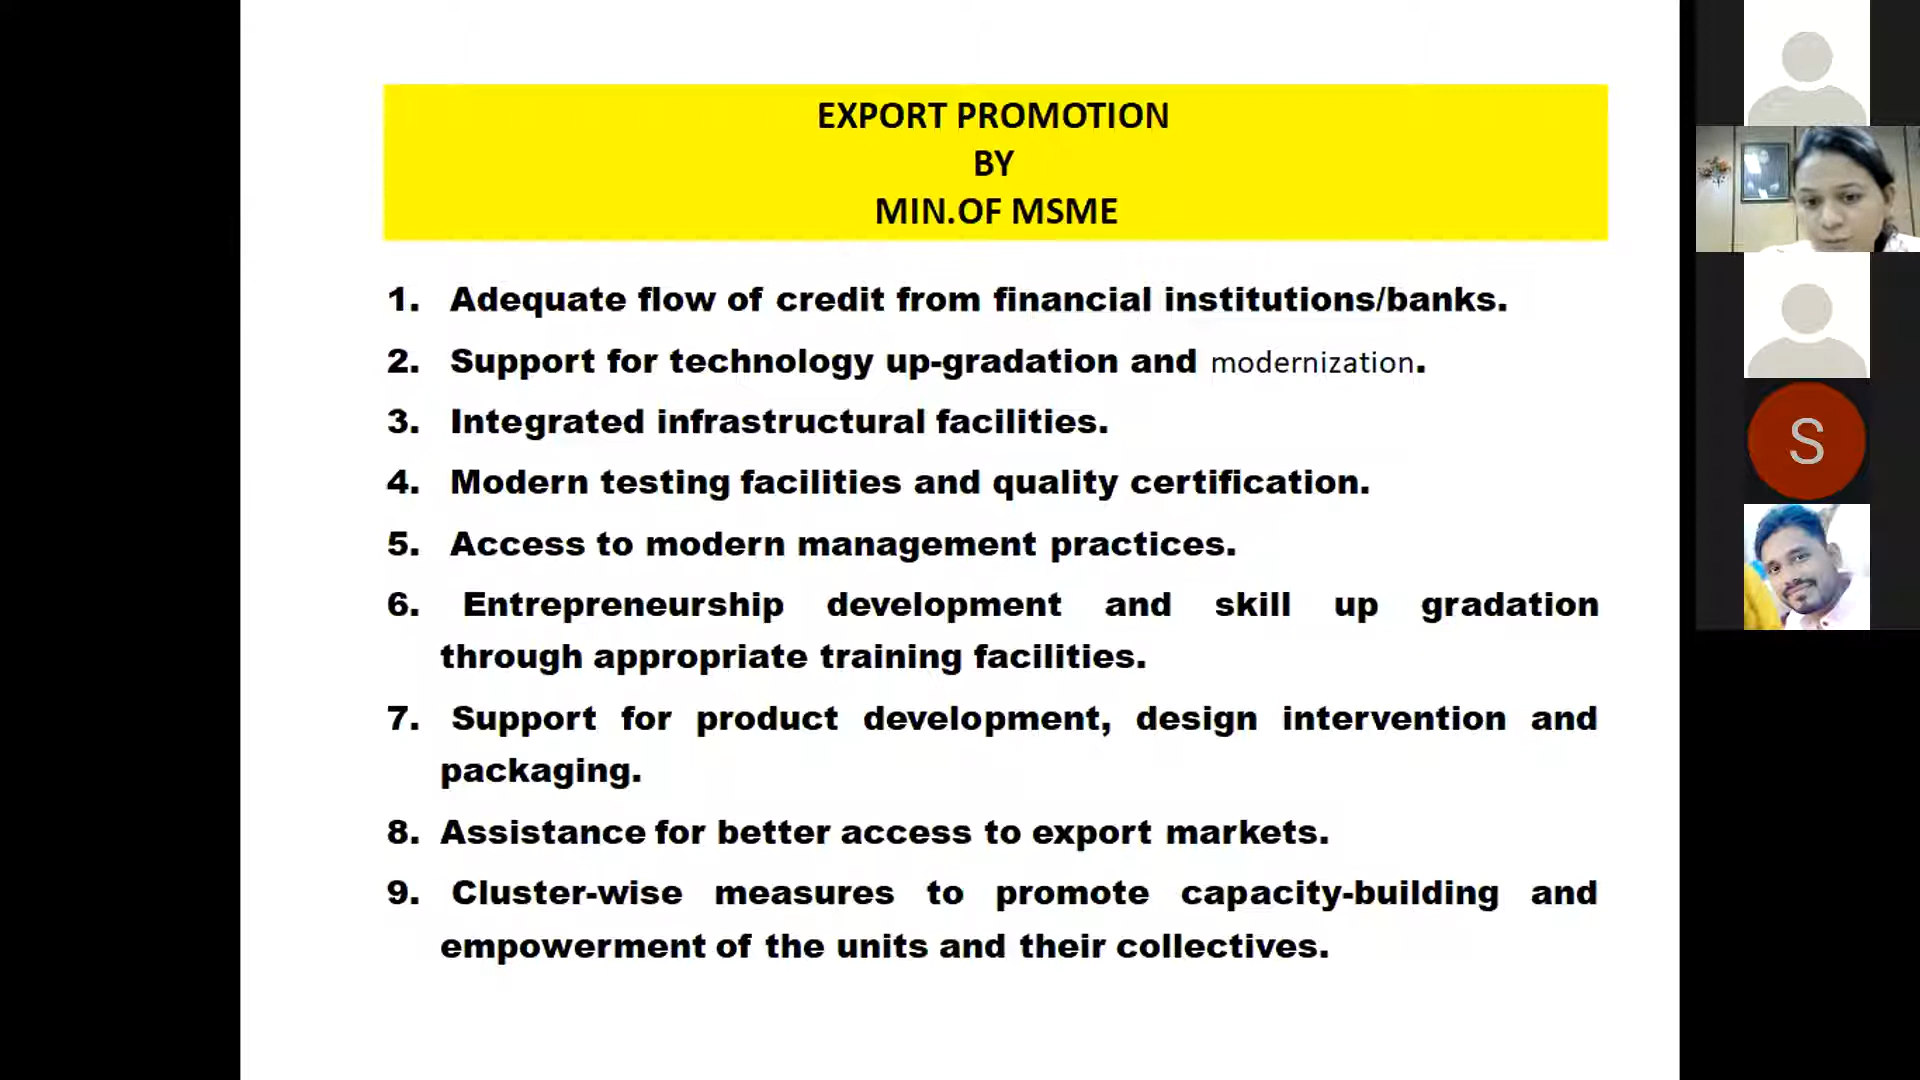 EXPORT PROMOTION
BY
MIN.OF MSME
1. Adequate flow of credit from financial institutions/banks.
2. Support for technology up-gradation and modernization.
3. Integrated infrastructural facilities.
4. Modern testing facilities and quality certification.
5. Access to modern management practices.
6. Entrepreneurship development and skill up gradation
through appropriate training facilities.
7. Support for product development, design intervention and
packaging.
8. Assistance for better access to export markets.
9. Cluster-wise measures to promote capacity-building and
empowerment of the units and their collectives.
S